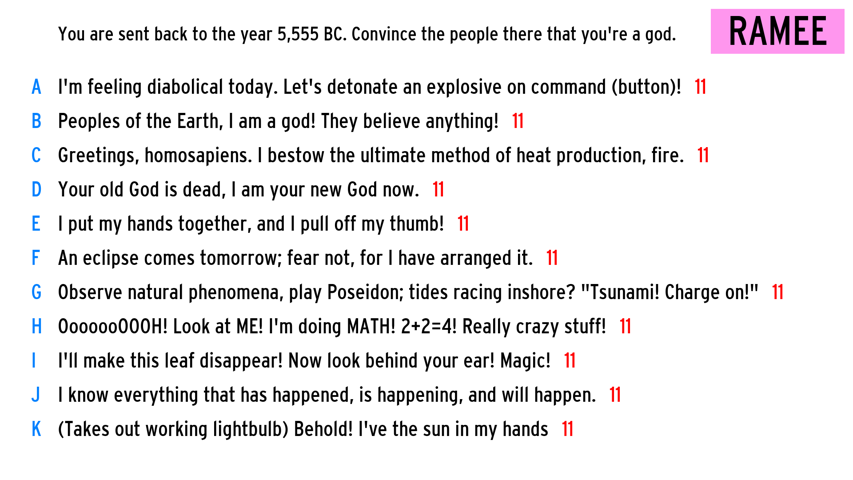 You are sent back to the year 5,555 BC. Convince the people there that you're a god.
RAMEE
A I'm feeling diabolical today. Let's detonate an explosive on command (button)! 11
B Peoples of the Earth, I am a god! They believe anything! 11
C Greetings, homosapiens. I bestow the ultimate method of heat production, fire. 11
D Your old God is dead, I am your new God now. 11
E I put my hands together, and I pull off my thumb! 11
F An eclipse comes tomorrow; fear not, for I have arranged it. 11
G Observe natural phenomena, play Poseidon; tides racing inshore? "Tsunami! Charge on!" 11
H OoooooOOOH! Look at ME! I'm doing MATH! 2+2=4! Really crazy stuff! 11
I I'll make this leaf disappear! Now look behind your ear! Magic! 11
J I know everything that has happened, is happening, and will happen. 11
K (Takes out working lightbulb) Behold! I've the sun in my hands 11